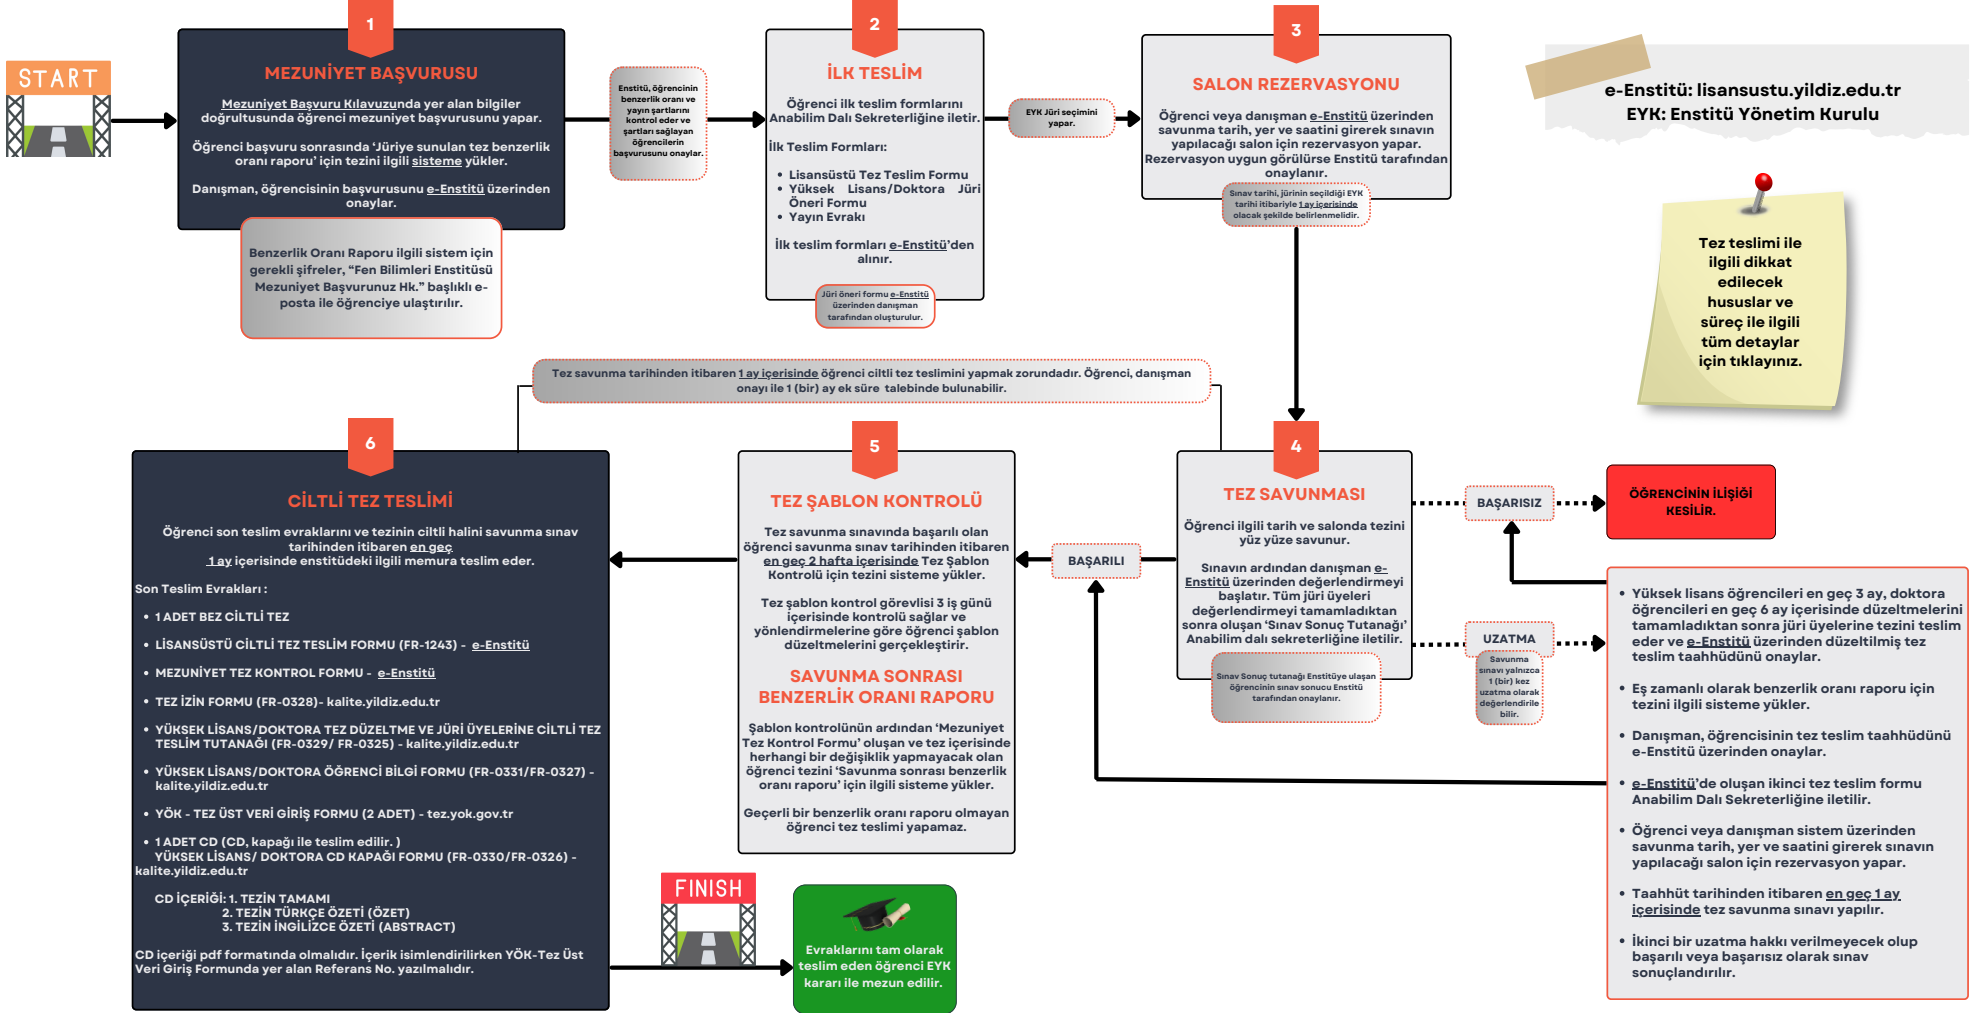 START
1
MEZUNİYET BAŞVURUSU
Mezuniyet Başvuru Kılavuzunda yer alan bilgiler
doğrultusunda öğrenci mezuniyet başvurusunu yapar.
Öğrenci başvuru sonrasında ‘Jüriye sunulan tez benzerlik
oranı raporu’ için tezini ilgili sisteme yükler.
Danışman, öğrencisinin başvurusunu e-Enstitü üzerinden
onaylar.
Benzerlik Oranı Raporu ilgili sistem için
gerekli şifreler, “Fen Bilimleri Enstitüsü
Mezuniyet Başvurunuz Hk.” başlıklı e-
posta ile öğrenciye ulaştırılır.
Enstitü, öğrencinin
benzerlik oranı ve
yayın şartlarını
kontrol eder ve
şartları sağlayan
öğrencilerin
başvurusunu onaylar.
2
İLK TESLİM
Öğrenci ilk teslim formlarını
Anabilim Dalı Sekreterliğine iletir.
İlk Teslim Formları:
• Lisansüstü Tez Teslim Formu
• Yüksek Lisans/Doktora Jüri
Öneri Formu
• Yayın Evrakı
İlk teslim formları e-Enstitü’den
alınır.
Jüri öneri formu e-Enstitü
üzerinden danışman
tarafından oluşturulur.
EYK Jüri seçimini
yapar.
3
SALON REZERVASYONU
Öğrenci veya danışman e-Enstitü üzerinden
savunma tarih, yer ve saatini girerek sınavın
yapılacağı salon için rezervasyon yapar.
Rezervasyon uygun görülürse Enstitü tarafından
onaylanır.
Sınav tarihi, jürinin seçildiği EYK
tarihi itibariyle 1 ay içerisinde
olacak şekilde belirlenmelidir.
e-Enstitü: lisansustu.yildiz.edu.tr
EYK: Enstitü Yönetim Kurulu
Tez teslimi ile
ilgili dikkat
edilecek
hususlar ve
süreç ile ilgili
tüm detaylar
için tıklayınız.
Tez savunma tarihinden itibaren 1 ay içerisinde öğrenci ciltli tez teslimini yapmak zorundadır. Öğrenci, danışman
onayı ile 1 (bir) ay ek süre talebinde bulunabilir.
4
TEZ SAVUNMASI
Öğrenci ilgili tarih ve salonda tezini
yüz yüze savunur.
Sınavın ardından danışman e-
Enstitü üzerinden değerlendirmeyi
başlatır. Tüm jüri üyeleri
değerlendirmeyi tamamladıktan
sonra oluşan ‘Sınav Sonuç Tutanağı’
Anabilim dalı sekreterliğine iletilir.
Sınav Sonuç tutanağı Enstitüye ulaşan
öğrencinin sınav sonucu Enstitü
tarafından onaylanır.
BAŞARISIZ
ÖĞRENCİNİN İLİŞİĞİ
KESİLİR.
UZATMA
Savunma
sınavı yalnızca
1 (bir) kez
uzatma olarak
değerlendirile
bilir.
• Yüksek lisans öğrencileri en geç 3 ay, doktora
öğrencileri en geç 6 ay içerisinde düzeltmelerini
tamamladıktan sonra jüri üyelerine tezini teslim
eder ve e-Enstitü üzerinden düzeltilmiş tez
teslim taahhüdünü onaylar.
• Eş zamanlı olarak benzerlik oranı raporu için
tezini ilgili sisteme yükler.
• Danışman, öğrencisinin tez teslim taahhüdünü
e-Enstitü üzerinden onaylar.
• e-Enstitü’de oluşan ikinci tez teslim formu
Anabilim Dalı Sekreterliğine iletilir.
• Öğrenci veya danışman sistem üzerinden
savunma tarih, yer ve saatini girerek sınavın
yapılacağı salon için rezervasyon yapar.
• Taahhüt tarihinden itibaren en geç 1 ay
içerisinde tez savunma sınavı yapılır.
• İkinci bir uzatma hakkı verilmeyecek olup
başarılı veya başarısız olarak sınav
sonuçlandırılır.
BAŞARILI
5
TEZ ŞABLON KONTROLÜ
Tez savunma sınavında başarılı olan
öğrenci savunma sınav tarihinden itibaren
en geç 2 hafta içerisinde Tez Şablon
Kontrolü için tezini sisteme yükler.
Tez şablon kontrol görevlisi 3 iş günü
içerisinde kontrolü sağlar ve
yönlendirmelerine göre öğrenci şablon
düzeltmelerini gerçekleştirir.
SAVUNMA SONRASI
BENZERLİK ORANI RAPORU
Şablon kontrolünün ardından ‘Mezuniyet
Tez Kontrol Formu’ oluşan ve tez içerisinde
herhangi bir değişiklik yapmayacak olan
öğrenci tezini ‘Savunma sonrası benzerlik
oranı raporu’ için ilgili sisteme yükler.
Geçerli bir benzerlik oranı raporu olmayan
öğrenci tez teslimi yapamaz.
6
CİLTLİ TEZ TESLİMİ
Öğrenci son teslim evraklarını ve tezinin ciltli halini savunma sınav
tarihinden itibaren en geç
1 ay içerisinde enstitüdeki ilgili memura teslim eder.
Son Teslim Evrakları :
• 1 ADET BEZ CİLTLİ TEZ
• LİSANSÜSTÜ CİLTLİ TEZ TESLİM FORMU (FR-1243) - e-Enstitü
• MEZUNİYET TEZ KONTROL FORMU - e-Enstitü
• TEZ İZİN FORMU (FR-0328)- kalite.yildiz.edu.tr
• YÜKSEK LİSANS/DOKTORA TEZ DÜZELTME VE JÜRİ ÜYELERİNE CİLTLİ TEZ
TESLİM TUTANAĞI (FR-0329/ FR-0325) - kalite.yildiz.edu.tr
• YÜKSEK LİSANS/DOKTORA ÖĞRENCİ BİLGİ FORMU (FR-0331/FR-0327) -
kalite.yildiz.edu.tr
• YÖK - TEZ ÜST VERİ GİRİŞ FORMU (2 ADET) - tez.yok.gov.tr
• 1 ADET CD (CD, kapağı ile teslim edilir. )
YÜKSEK LİSANS/ DOKTORA CD KAPAĞI FORMU (FR-0330/FR-0326) -
kalite.yildiz.edu.tr
CD İÇERİĞİ: 1. TEZİN TAMAMI
2. TEZİN TÜRKÇE ÖZETİ (ÖZET)
3. TEZİN İNGİLİZCE ÖZETİ (ABSTRACT)
CD içeriği pdf formatında olmalıdır. İçerik isimlendirilirken YÖK-Tez Üst
Veri Giriş Formunda yer alan Referans No. yazılmalıdır.
FINISH
Evraklarını tam olarak
teslim eden öğrenci EYK
kararı ile mezun edilir.